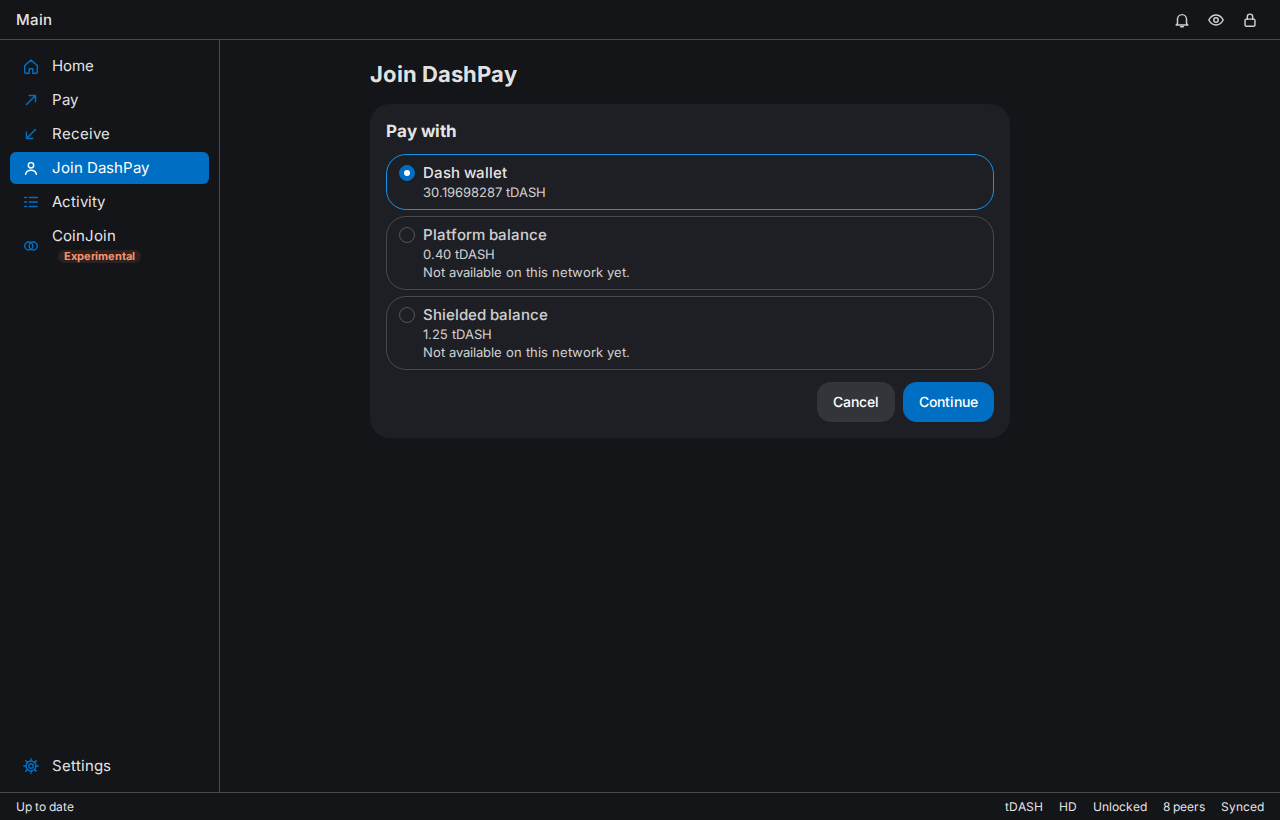 Main
Home
Pay
Receive
Join DashPay
Activity
CoinJoin
Experimental
Settings
Join DashPay
Pay with
Dash wallet
30.19698287 tDASH
Platform balance
0.40 tDASH
Not available on this network yet.
Shielded balance
1.25 tDASH
Not available on this network yet.
Cancel Continue
Up to date tDASH HD Unlocked 8 peers Synced